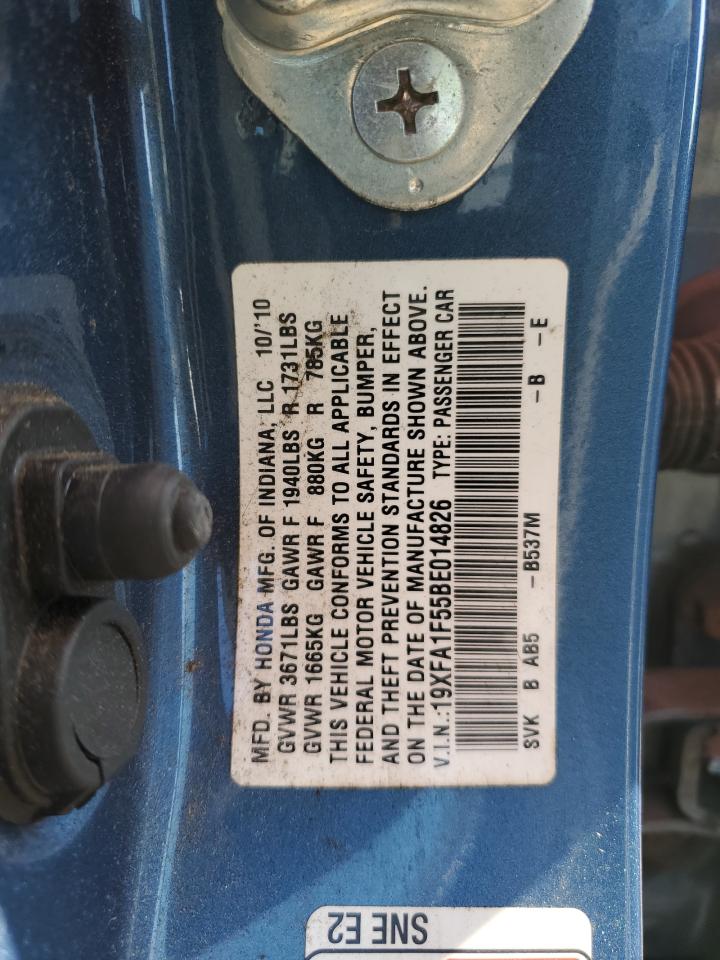 MFD. BY HONDA MFG. OF INDIANA, LLC 10/'10
GVWR 3671LBS GAWR F 1940LBS R 1731LBS
GVWR 1665KG GAWR F 880KG R 785KG
THIS VEHICLE CONFORMS TO ALL APPLICABLE
FEDERAL MOTOR VEHICLE SAFETY, BUMPER,
AND THEFT PREVENTION STANDARDS IN EFFECT
ON THE DATE OF MANUFACTURE SHOWN ABOVE.
V.I.N.:19XFA1F55BE014826 TYPE: PASSENGER CAR
SVK B AB5 -B537M -B -E
SNE E2